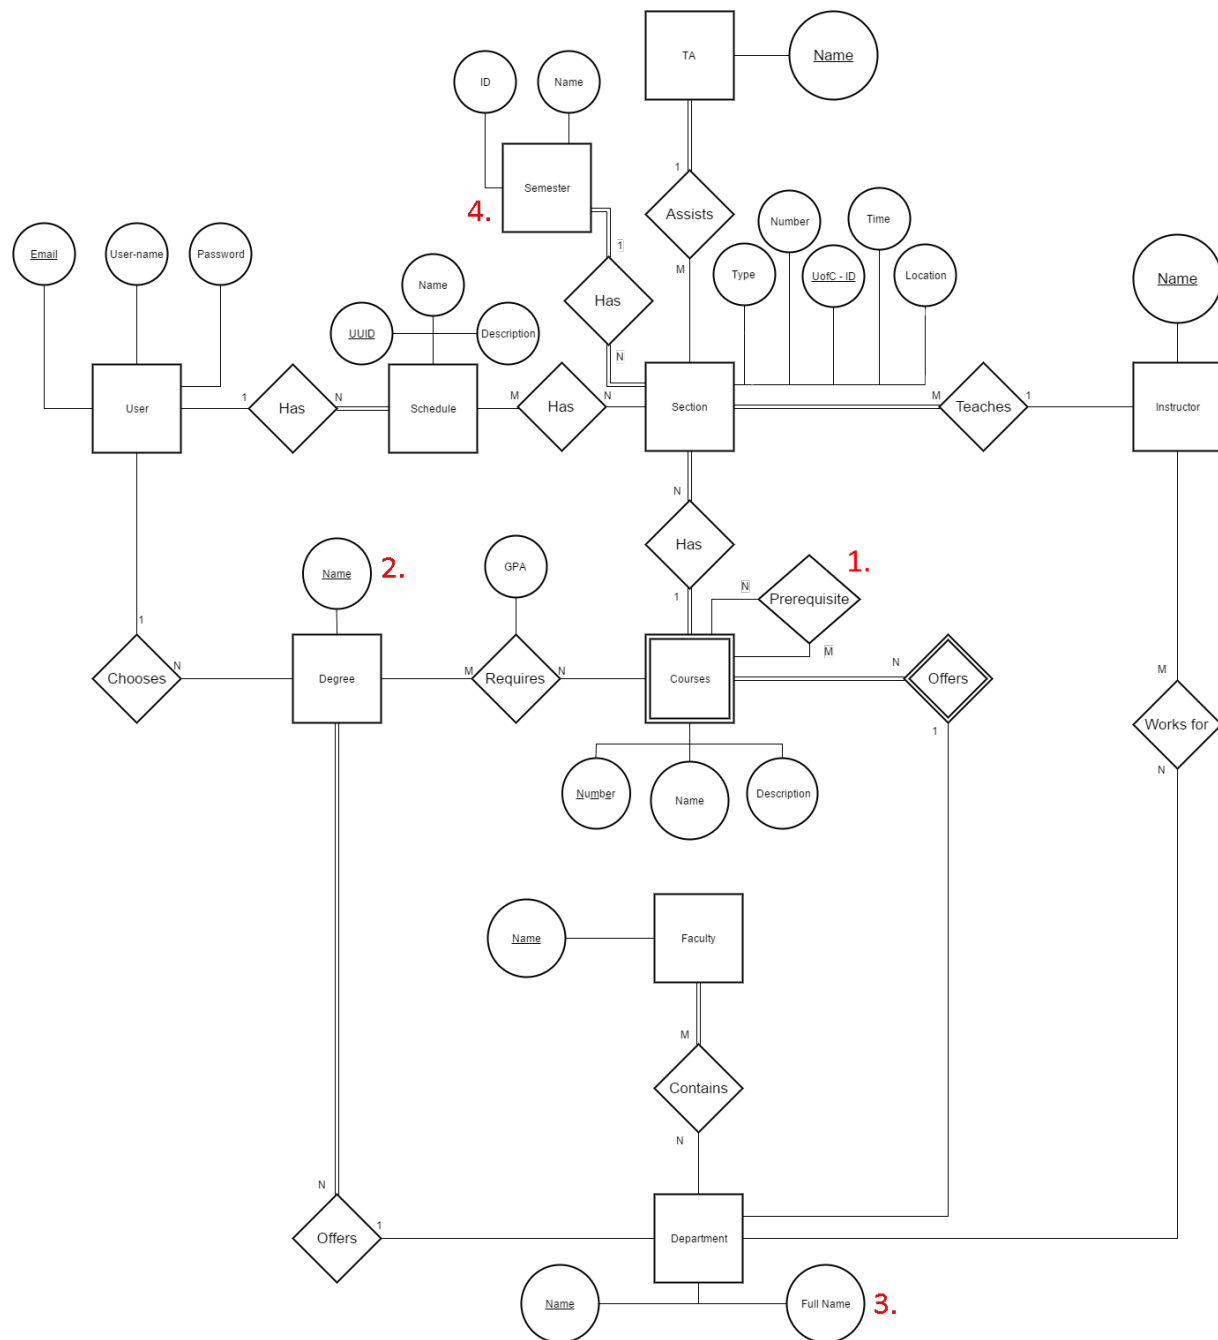 TA
Name
ID
Name
Semester
4.
1
Assists
M
Number
Time
Type
UofC - ID
Location
Name
Email
User-name
Password
Name
UUID
Description
1
Has
N
User
1
Has
N
Schedule
M
Has
N
Section
M
Teaches
1
Instructor
N
Has
1
1.
N
Prerequisite
M
Name
2.
GPA
1
Chooses
N
Degree
M
Requires
N
Courses
N
Offers
1
M
Works for
N
Number
Name
Description
Name
Faculty
M
Contains
N
N
Offers
1
Department
Name
Full Name
3.